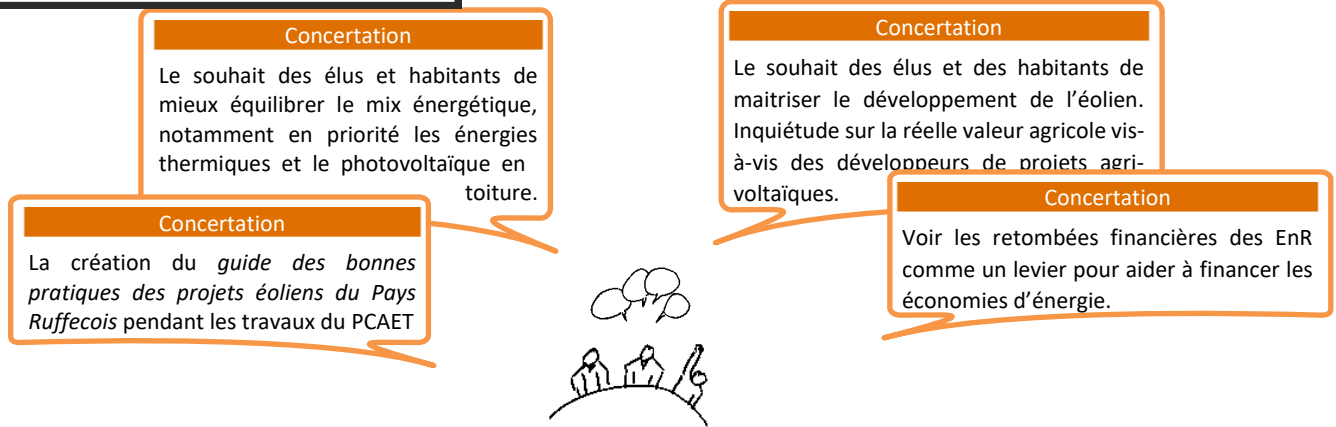 Concertation
Le souhait des élus et habitants de
mieux équilibrer le mix énergétique,
notamment en priorité les énergies
thermiques et le photovoltaïque en
toiture.
Concertation
La création du guide des bonnes
pratiques des projets éoliens du Pays
Ruffecois pendant les travaux du PCAET
Concertation
Le souhait des élus et des habitants de
maitriser le développement de l’éolien.
Inquiétude sur la réelle valeur agricole vis-
à-vis des développeurs de projets agri-
voltaïques.
Concertation
Voir les retombées financières des EnR
comme un levier pour aider à financer les
économies d’énergie.